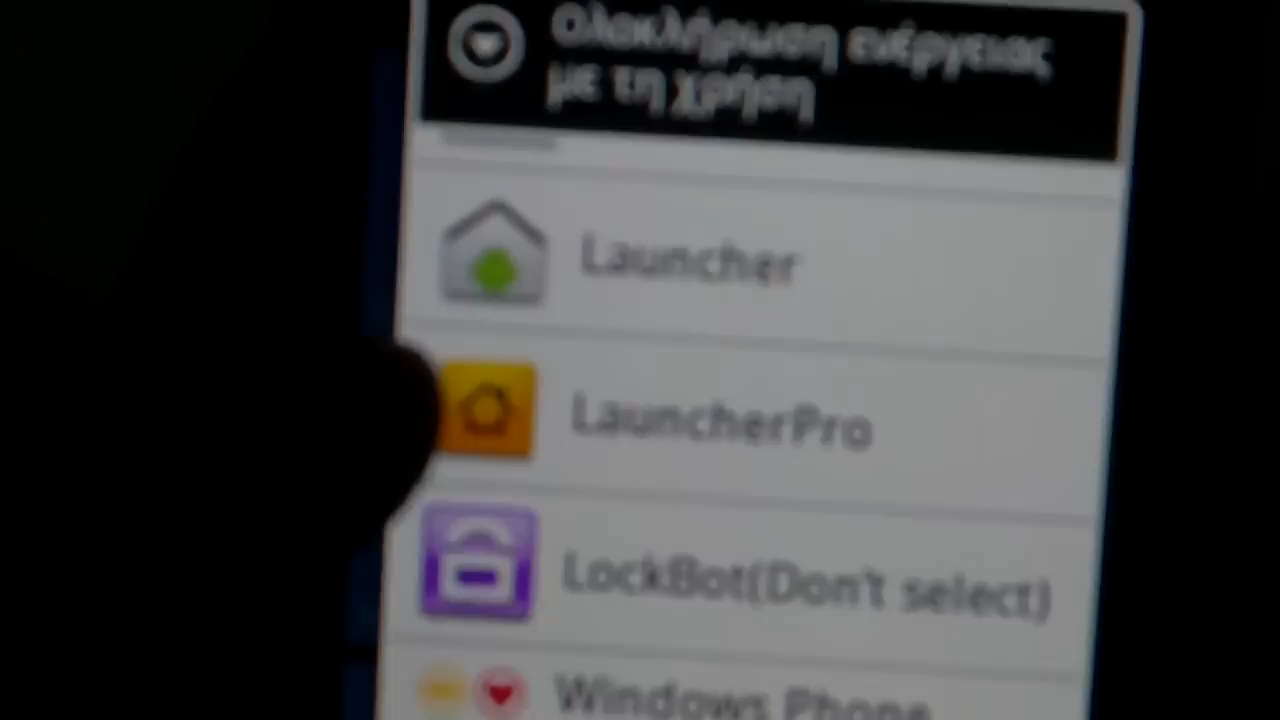 Ολοκλήρωση ενέργειας
με τη χρήση
Launcher
LauncherPro
LockBot(Don't select)
Windows Phone